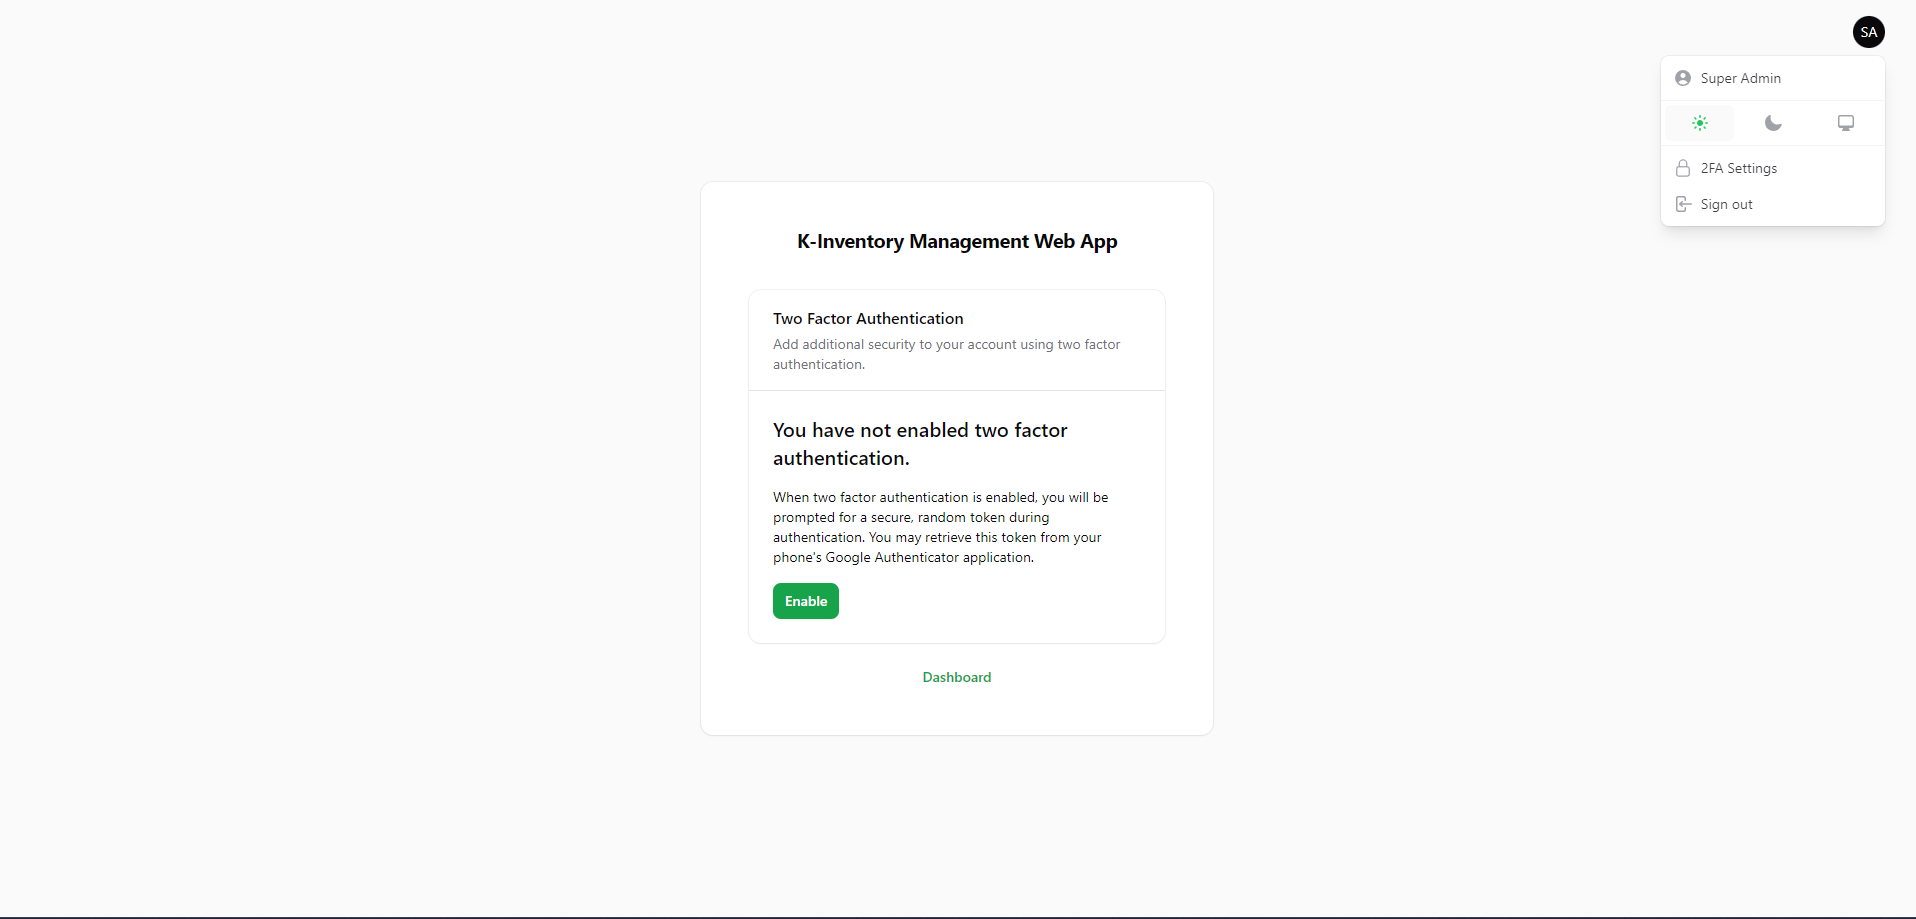 SA
Super Admin
2FA Settings
Sign out
K-Inventory Management Web App
Two Factor Authentication
Add additional security to your account using two factor
authentication.
You have not enabled two factor
authentication.
When two factor authentication is enabled, you will be
prompted for a secure, random token during
authentication. You may retrieve this token from your
phone's Google Authenticator application.
Enable
Dashboard